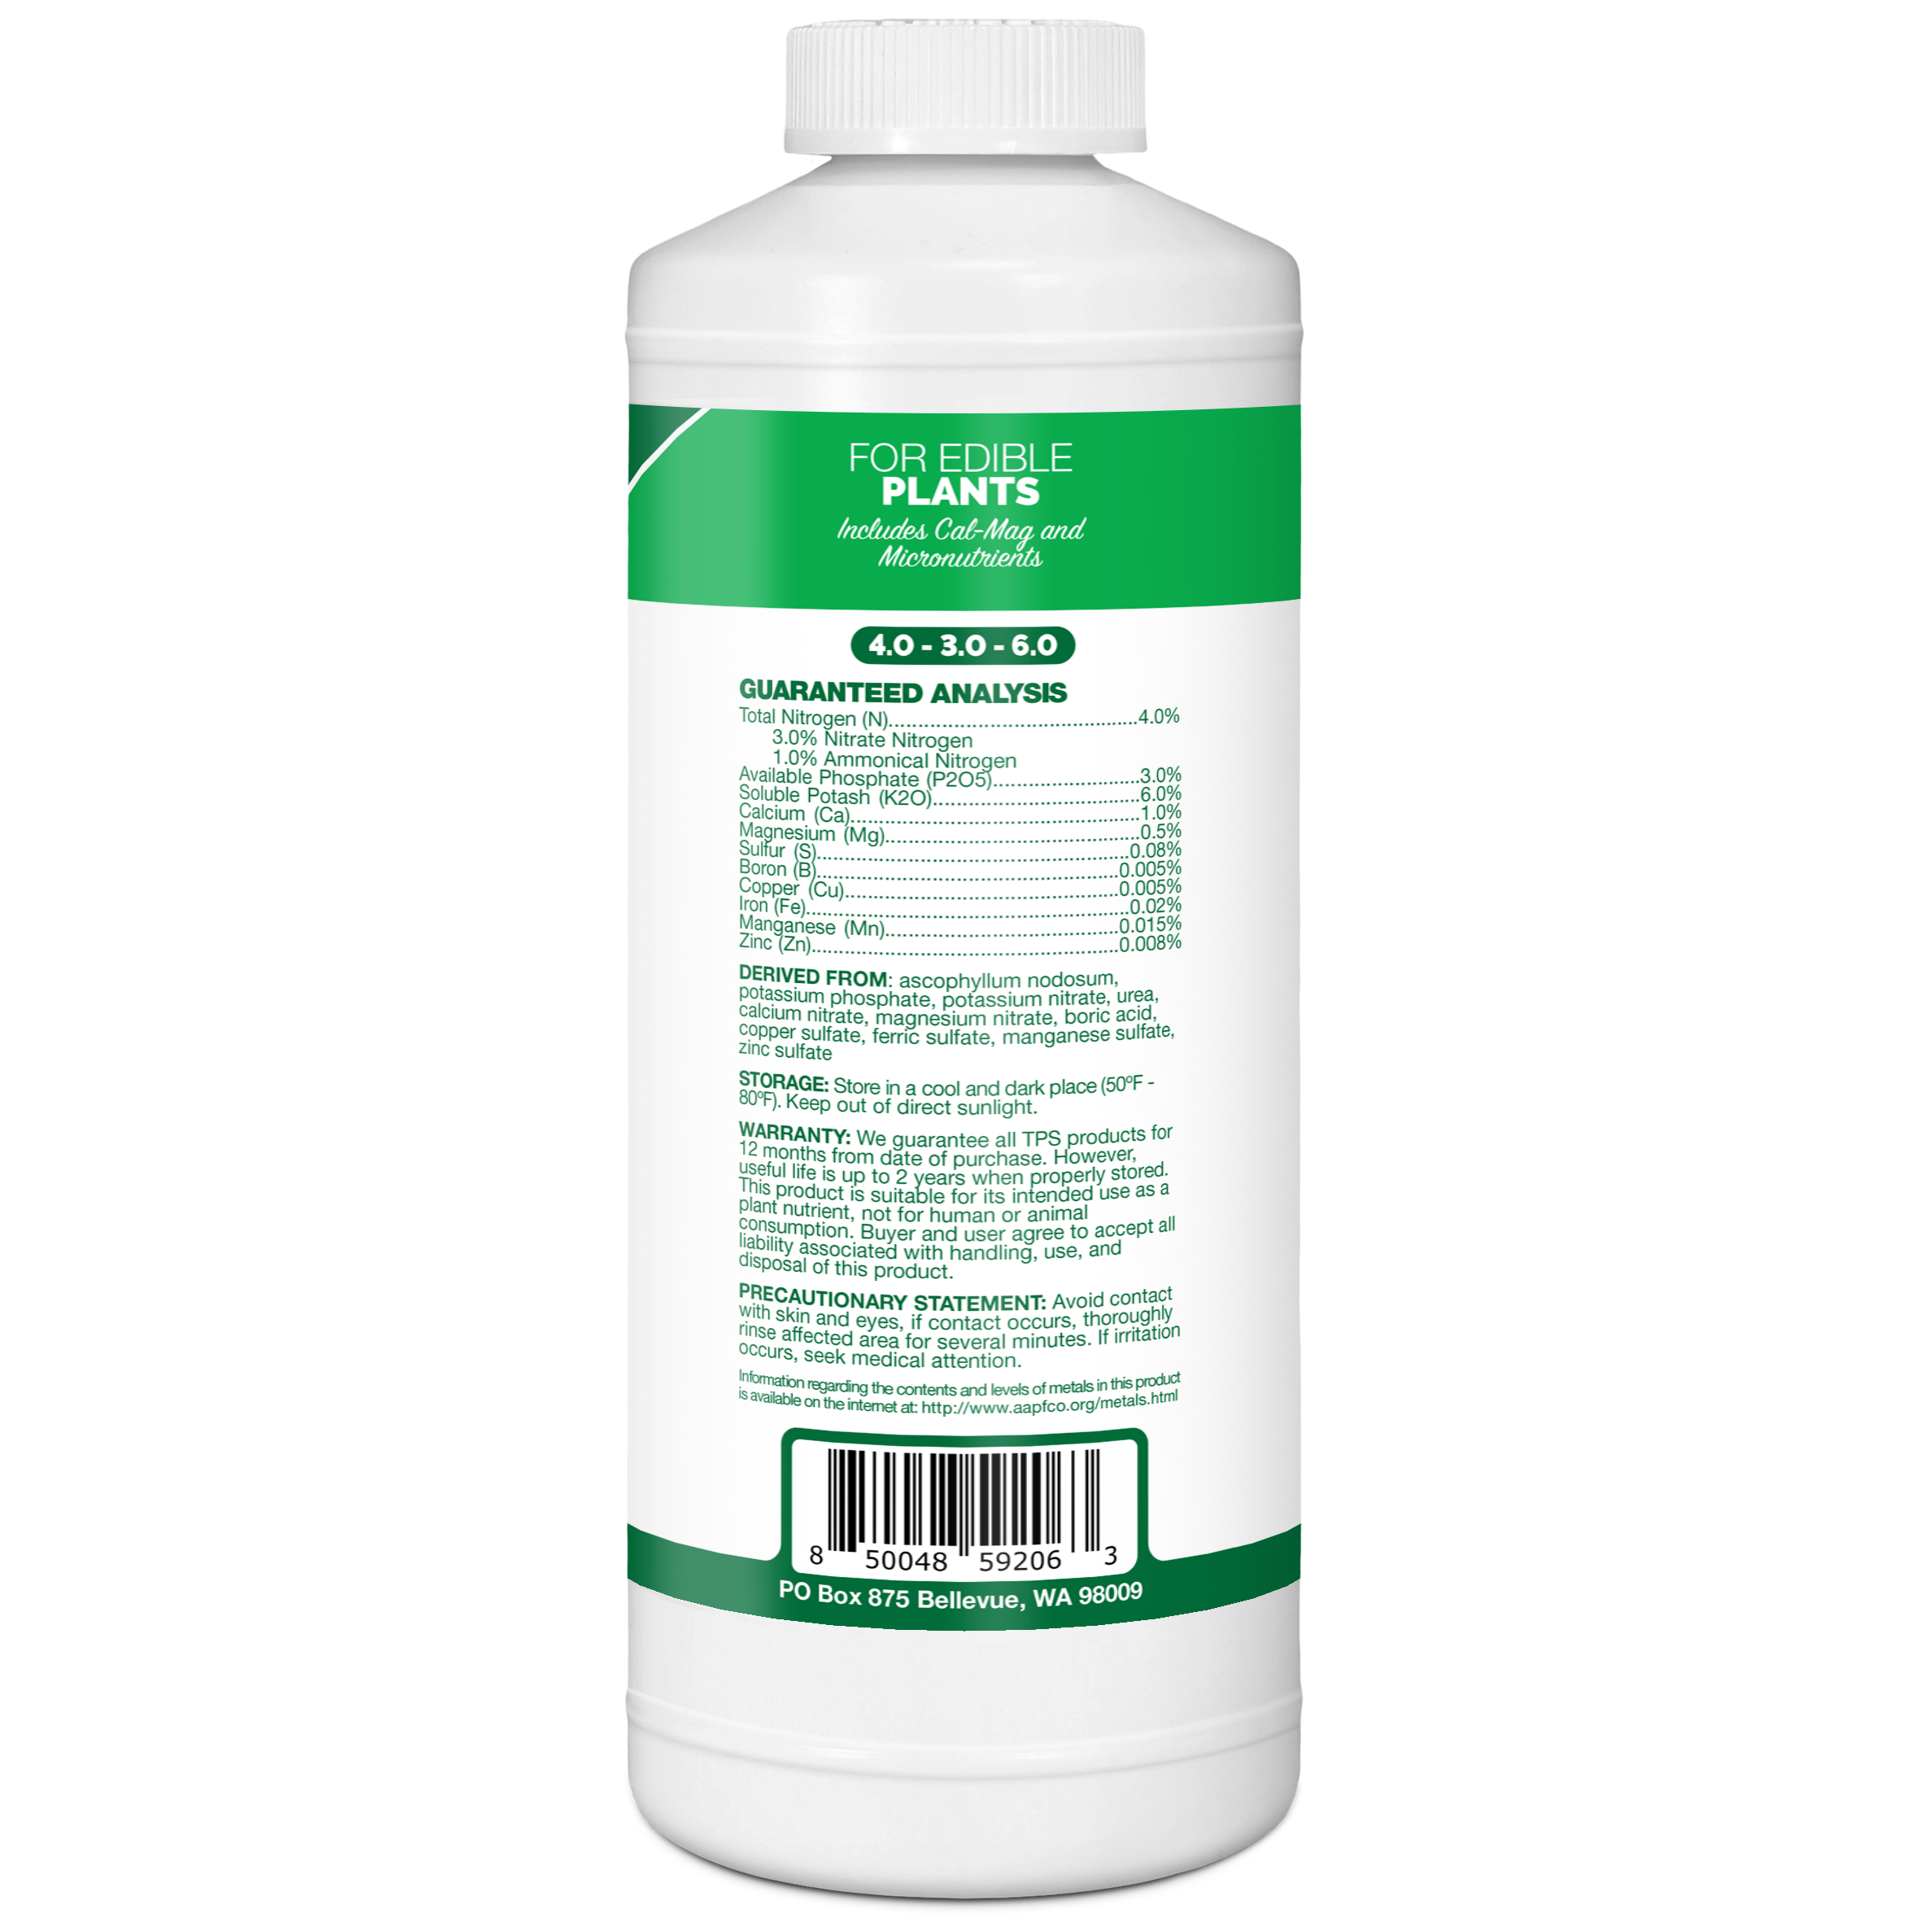 FOR EDIBLE
PLANTS
Includes Cal-Mag and
Micronutrients
4.0 - 3.0 - 6.0
GUARANTEED ANALYSIS
Total Nitrogen (N)..........................................4.0%
3.0% Nitrate Nitrogen
1.0% Ammonical Nitrogen
Available Phosphate (P2O5).........................3.0%
Soluble Potash (K2O)...................................6.0%
Calcium (Ca).................................................1.0%
Magnesium (Mg)...........................................0.5%
Sulfur (S).....................................................0.08%
Boron (B)...................................................0.005%
Copper (Cu)..............................................0.005%
Iron (Fe).......................................................0.02%
Manganese (Mn).......................................0.015%
Zinc (Zn)....................................................0.008%
DERIVED FROM: ascophyllum nodosum,
potassium phosphate, potassium nitrate, urea,
calcium nitrate, magnesium nitrate, boric acid,
copper sulfate, ferric sulfate, manganese sulfate,
zinc sulfate
STORAGE: Store in a cool and dark place (50ºF -
80ºF). Keep out of direct sunlight.
WARRANTY: We guarantee all TPS products for
12 months from date of purchase. However,
useful life is up to 2 years when properly stored.
This product is suitable for its intended use as a
plant nutrient, not for human or animal
consumption. Buyer and user agree to accept all
liability associated with handling, use, and
disposal of this product.
PRECAUTIONARY STATEMENT: Avoid contact
with skin and eyes, if contact occurs, thoroughly
rinse affected area for several minutes. If irritation
occurs, seek medical attention.
Information regarding the contents and levels of metals in this product
is available on the internet at: http://www.aapfco.org/metals.html
8 50048 59206 3
PO Box 875 Bellevue, WA 98009